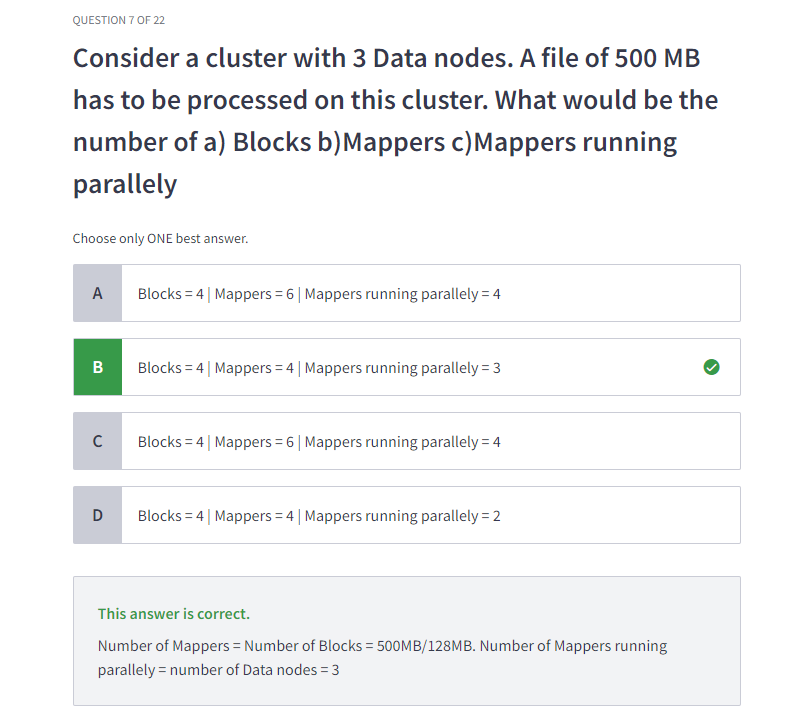 QUESTION 7 OF 22
Consider a cluster with 3 Data nodes. A file of 500 MB
has to be processed on this cluster. What would be the
number of a) Blocks b)Mappers c)Mappers running
parallely
Choose only ONE best answer.
A Blocks = 4 | Mappers = 6 | Mappers running parallely = 4
B Blocks = 4 | Mappers = 4 | Mappers running parallely = 3
C Blocks = 4 | Mappers = 6 | Mappers running parallely = 4
D Blocks = 4 | Mappers = 4 | Mappers running parallely = 2
This answer is correct.
Number of Mappers = Number of Blocks = 500MB/128MB. Number of Mappers running
parallely = number of Data nodes = 3